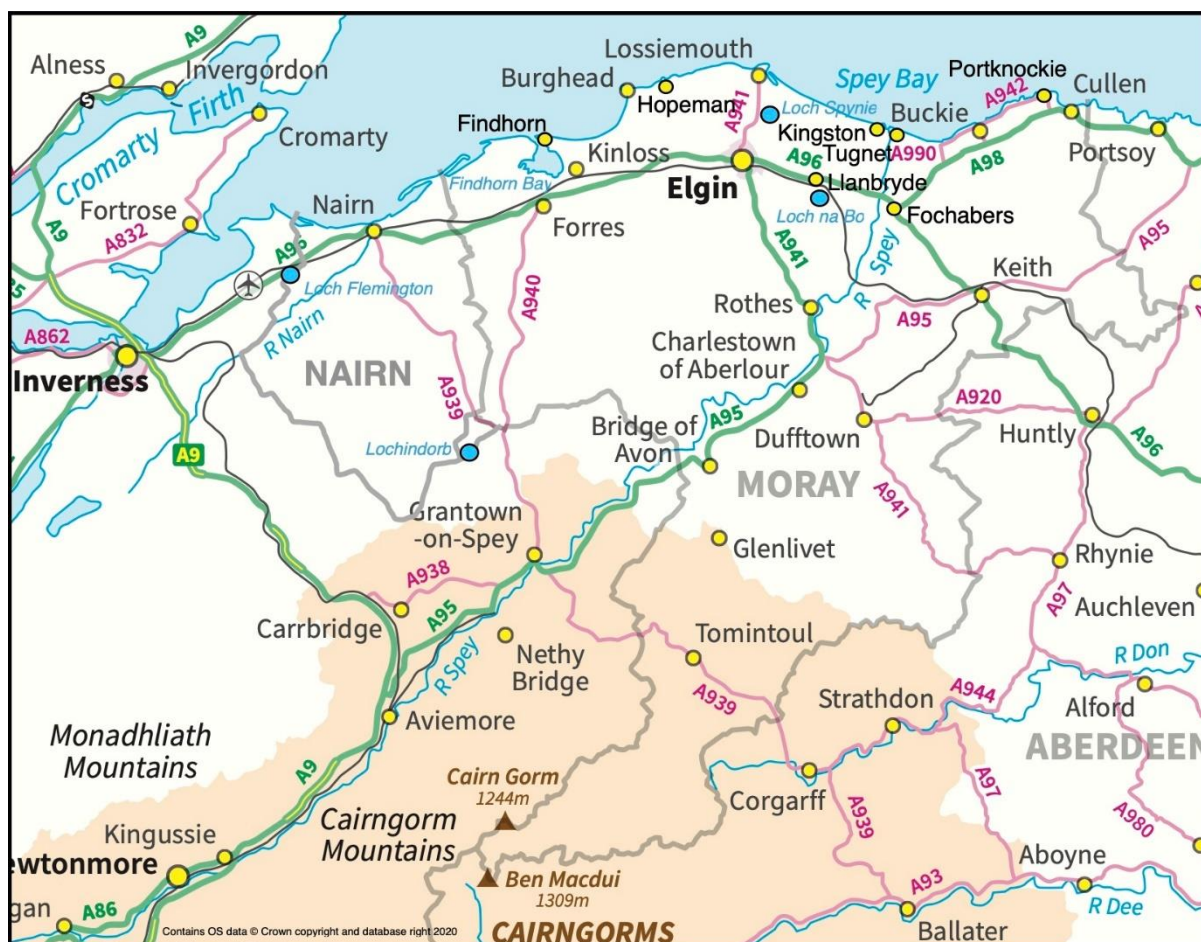 A9
Lossiemouth
Alness
Invergordon
Burghead
Spey Bay
Portknockie
Cullen
Firth
Hopeman
A941
Loch Spynie
Buckie
A942
Cromarty
Findhorn
Kingston
Tugnet
A990
A98
Portsoy
Cromarty
Kinloss
A96
Llanbryde
Findhorn Bay
Elgin
Fortrose
Nairn
Loch na Bo
Fochabers
A9
A832
A96
Forres
A941
Spey
A95
Loch Flemington
A940
R
Keith
A862
R Nairn
Rothes
A95
Inverness
NAIRN
Charlestown
of Aberlour
A939
A95
A920
Bridge of
Avon
Dufftown
Huntly
A96
A9
Lochindorb
MORAY
A941
Grantown
-on-Spey
Glenlivet
Rhynie
A938
A97
Auchleven
Carrbridge
A95
Tomintoul
R Spey
Nethy
Bridge
R Don
A939
Strathdon
A944
Aviemore
Alford
Monadhliath
Mountains
ABERDEEN
A9
Cairn Gorm
1244m
Corgarff
A97
Kingussie
Cairngorm
Mountains
A939
A980
ewtonmore
Aboyne
Ben Macdui
1309m
A93
gan
A86
R Dee
CAIRNGORMS
Ballater
Contains OS data © Crown copyright and database right 2020